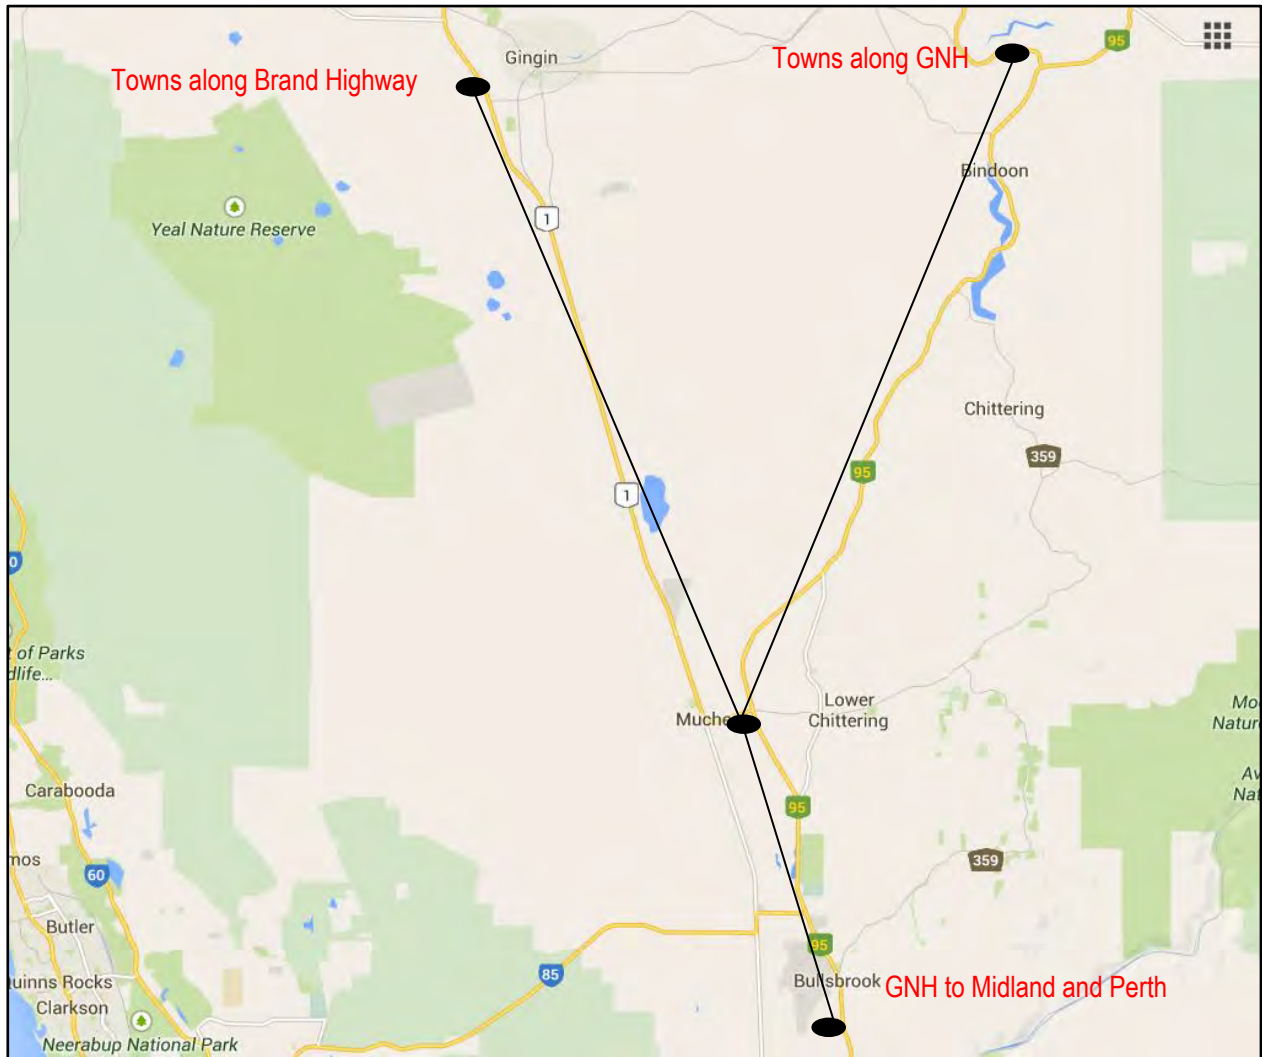 Gingin
Towns along GNH
95
Towns along Brand Highway
Bindoon
1
Yeal Nature Reserve
Chittering
359
95
1
0
of Parks
dlife...
Lower
Chittering
Muche
Nature
Carabooda
95
359
mos
60
Butler
95
85
Bullsbrook
uinns Rocks
GNH to Midland and Perth
Clarkson
Neerabup National Park